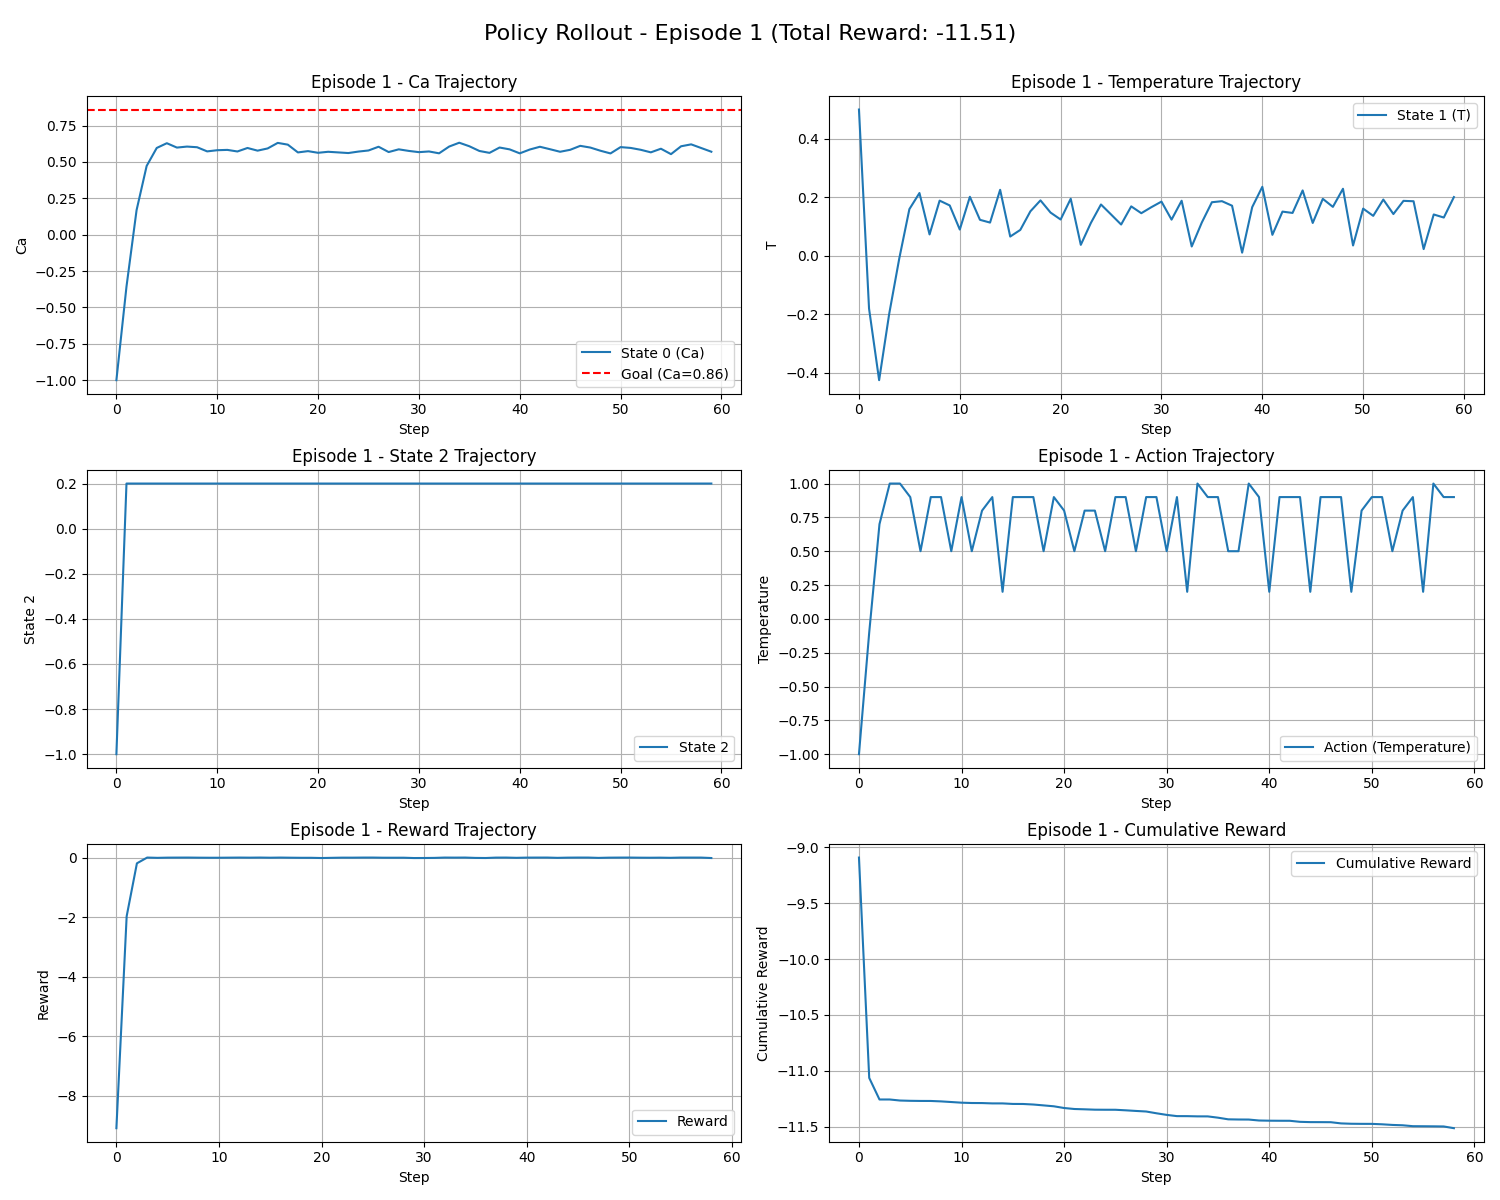 Policy Rollout - Episode 1 (Total Reward: -11.51)
Episode 1 - Ca Trajectory
0.75
0.50
0.25
0.00
−0.25
−0.50
−0.75
−1.00
Ca
State 0 (Ca)
Goal (Ca=0.86)
0 10 20 30 40 50 60
Step
Episode 1 - Temperature Trajectory
0.4
0.2
0.0
−0.2
−0.4
T
State 1 (T)
0 10 20 30 40 50 60
Step
Episode 1 - State 2 Trajectory
0.2
0.0
−0.2
−0.4
−0.6
−0.8
−1.0
State 2
State 2
0 10 20 30 40 50 60
Step
Episode 1 - Action Trajectory
1.00
0.75
0.50
0.25
0.00
−0.25
−0.50
−0.75
−1.00
Temperature
Action (Temperature)
0 10 20 30 40 50 60
Step
Episode 1 - Reward Trajectory
0
−2
−4
−6
−8
Reward
Reward
0 10 20 30 40 50 60
Step
Episode 1 - Cumulative Reward
−9.0
−9.5
−10.0
−10.5
−11.0
−11.5
Cumulative Reward
Cumulative Reward
0 10 20 30 40 50 60
Step